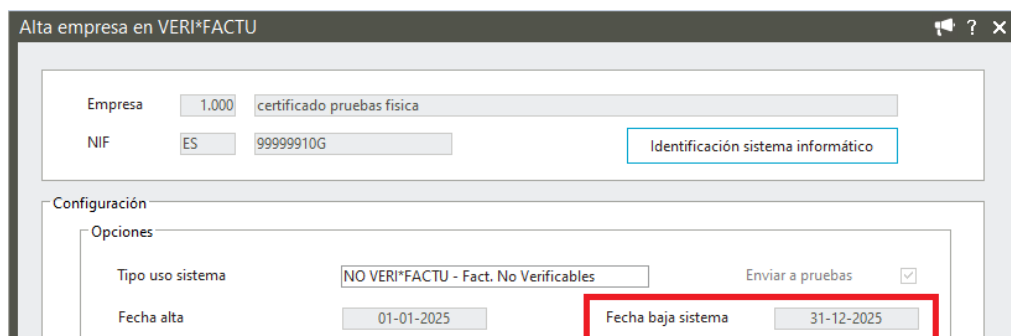 Alta empresa en VERI*FACTU ?
Empresa 1.000 certificado pruebas fisica
NIF ES 99999910G Identificación sistema informático
Configuración
Opciones
Tipo uso sistema NO VERI*FACTU - Fact. No Verificables Enviar a pruebas
Fecha alta 01-01-2025 Fecha baja sistema 31-12-2025